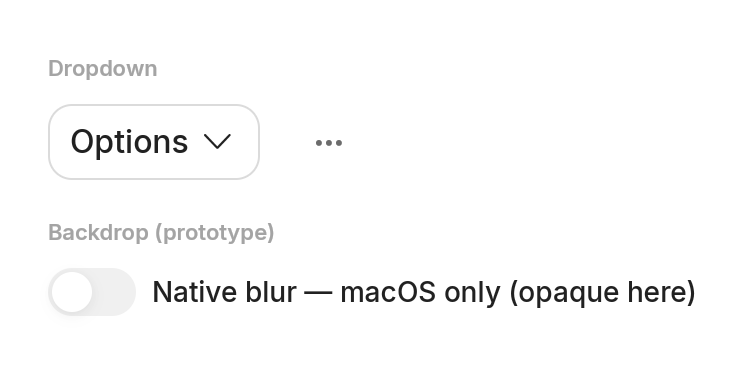 Dropdown
Options
Backdrop (prototype)
Native blur — macOS only (opaque here)